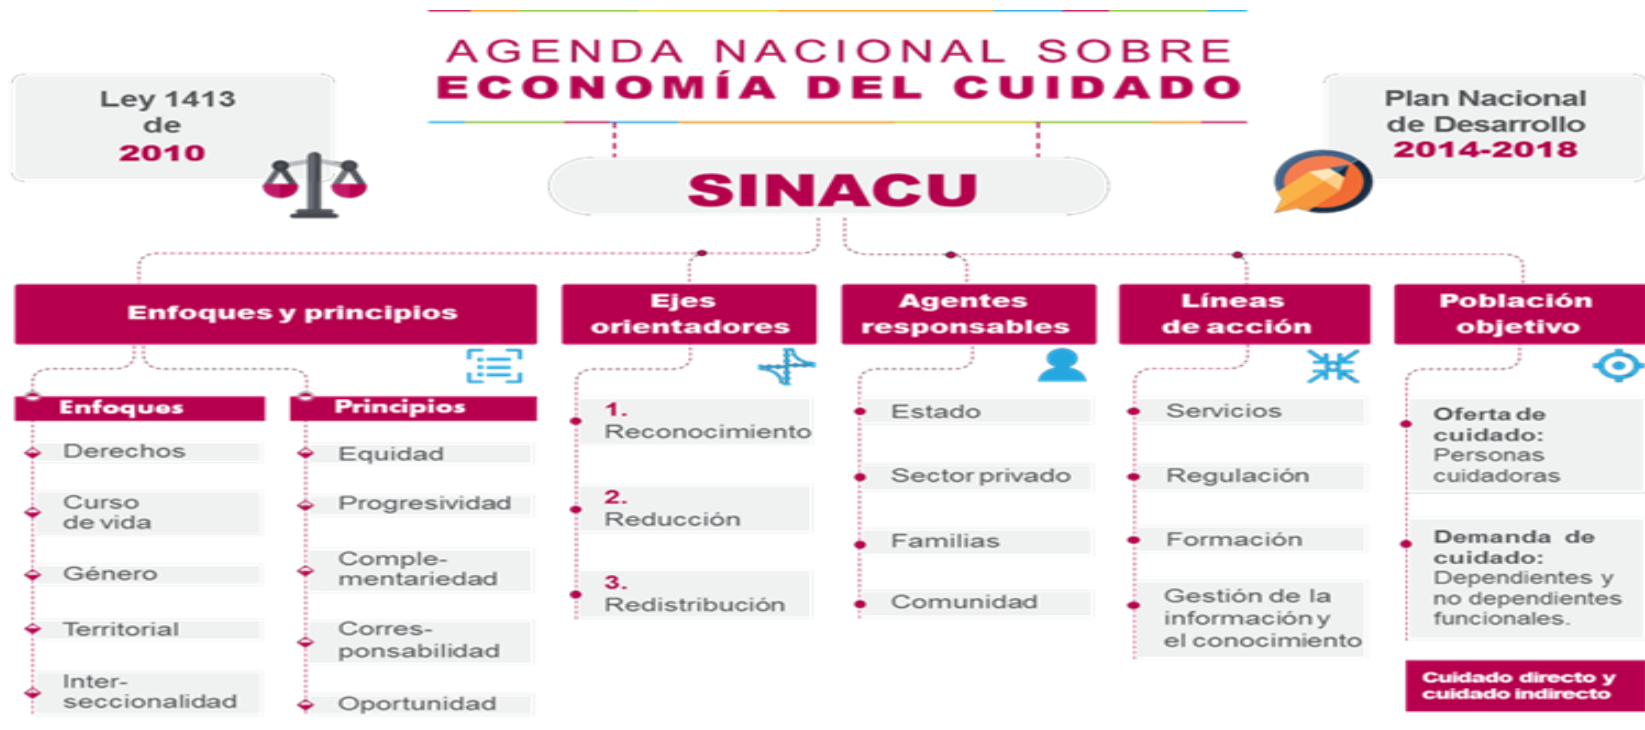 AGENDA NACIONAL SOBRE
ECONOMÍA DEL CUIDADO
Ley 1413
de
2010
Plan Nacional
de Desarrollo
2014-2018
SINACU
Enfoques y principios
Enfoques
Derechos
Curso
de vida
Género
Territorial
Inter-
seccionalidad
Principios
Equidad
Progresividad
Comple-
mentariedad
Corres-
ponsabilidad
Oportunidad
Ejes
orientadores
1.
Reconocimiento
2.
Reducción
3.
Redistribución
Agentes
responsables
Estado
Sector privado
Familias
Comunidad
Líneas
de acción
Servicios
Regulación
Formación
Gestión de la
información y
el conocimiento
Población
objetivo
Oferta de
cuidado:
Personas
cuidadoras
Demanda de
cuidado:
Dependientes y
no dependientes
funcionales.
Cuidado directo y
cuidado indirecto